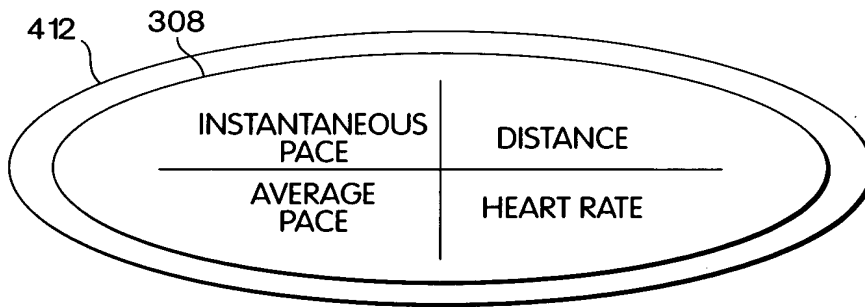 412
308
INSTANTANEOUS
PACE
DISTANCE
AVERAGE
PACE
HEART RATE